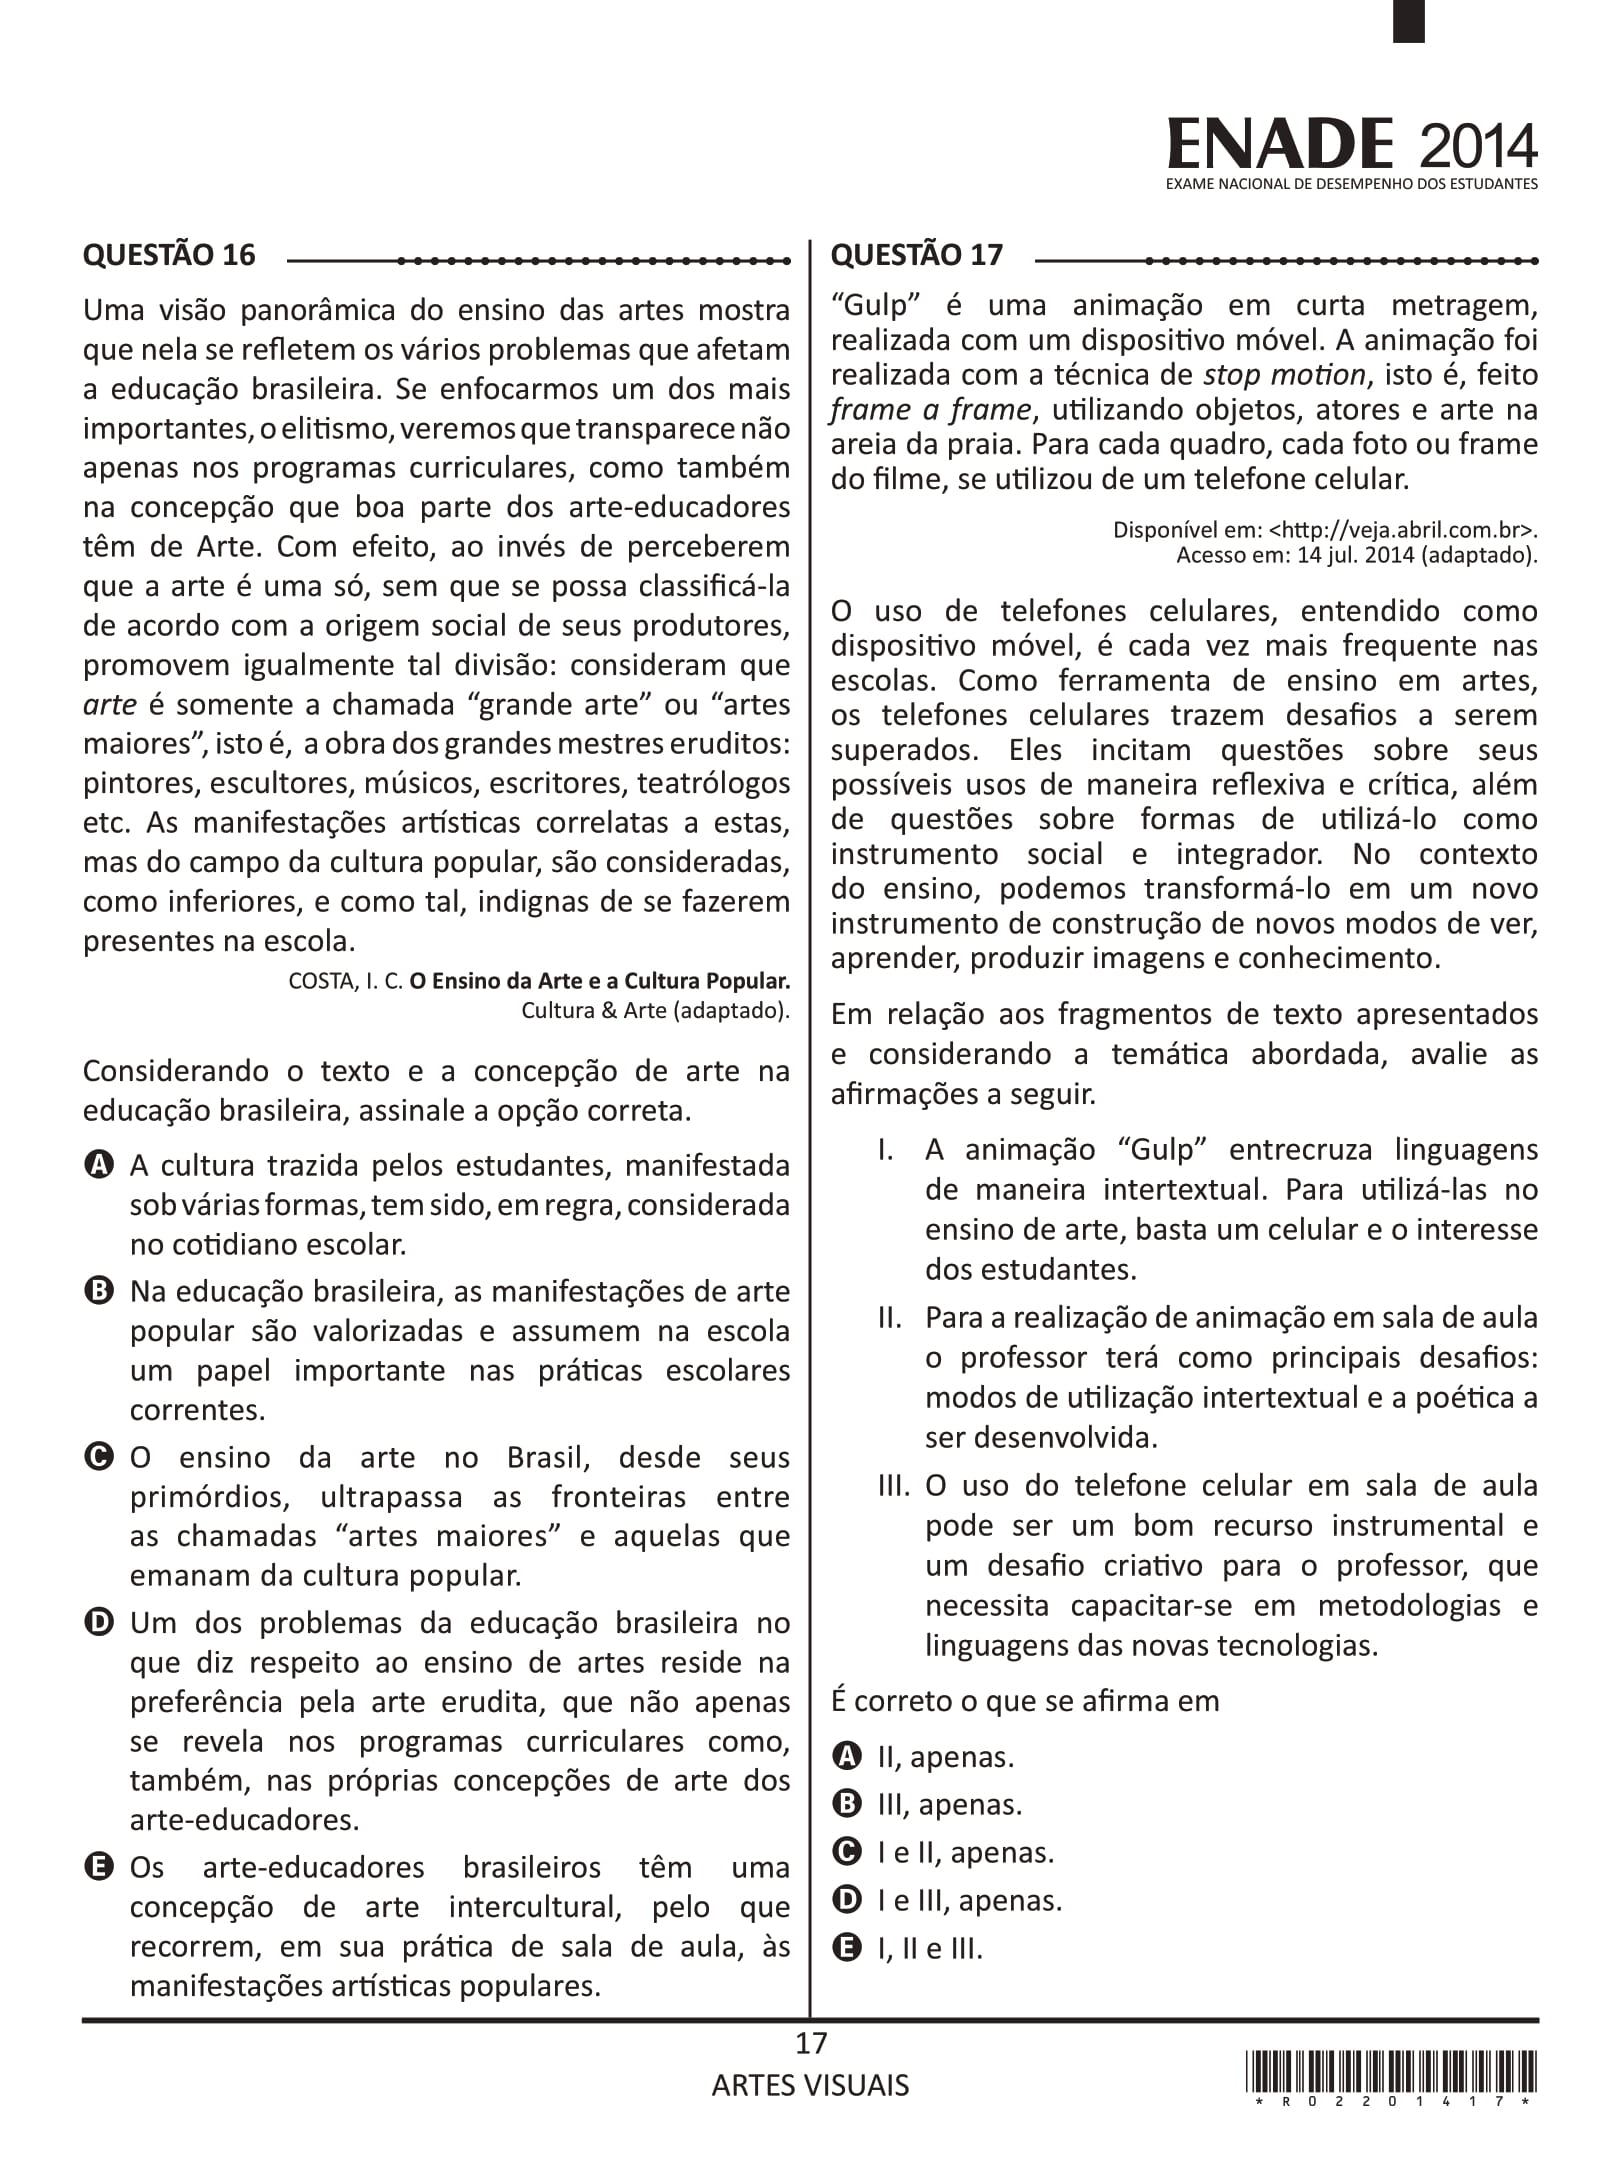 ENADE 2014
EXAME NACIONAL DE DESEMPENHO DOS ESTUDANTES
QUESTÃO 16
Uma visão panorâmica do ensino das artes mostra
que nela se refletem os vários problemas que afetam
a educação brasileira. Se enfocarmos um dos mais
importantes, o elitismo, veremos que transparece não
apenas nos programas curriculares, como também
na concepção que boa parte dos arte-educadores
têm de Arte. Com efeito, ao invés de perceberem
que a arte é uma só, sem que se possa classificá-la
de acordo com a origem social de seus produtores,
promovem igualmente tal divisão: consideram que
arte é somente a chamada “grande arte” ou “artes
maiores”, isto é, a obra dos grandes mestres eruditos:
pintores, escultores, músicos, escritores, teatrólogos
etc. As manifestações artísticas correlatas a estas,
mas do campo da cultura popular, são consideradas,
como inferiores, e como tal, indignas de se fazerem
presentes na escola.
COSTA, I. C. O Ensino da Arte e a Cultura Popular.
Cultura & Arte (adaptado).
Considerando o texto e a concepção de arte na
educação brasileira, assinale a opção correta.
A A cultura trazida pelos estudantes, manifestada
sob várias formas, tem sido, em regra, considerada
no cotidiano escolar.
B Na educação brasileira, as manifestações de arte
popular são valorizadas e assumem na escola
um papel importante nas práticas escolares
correntes.
C O ensino da arte no Brasil, desde seus
primórdios, ultrapassa as fronteiras entre
as chamadas “artes maiores” e aquelas que
emanam da cultura popular.
D Um dos problemas da educação brasileira no
que diz respeito ao ensino de artes reside na
preferência pela arte erudita, que não apenas
se revela nos programas curriculares como,
também, nas próprias concepções de arte dos
arte-educadores.
E Os arte-educadores brasileiros têm uma
concepção de arte intercultural, pelo que
recorrem, em sua prática de sala de aula, às
manifestações artísticas populares.
QUESTÃO 17
“Gulp” é uma animação em curta metragem,
realizada com um dispositivo móvel. A animação foi
realizada com a técnica de stop motion, isto é, feito
frame a frame, utilizando objetos, atores e arte na
areia da praia. Para cada quadro, cada foto ou frame
do filme, se utilizou de um telefone celular.
Disponível em: <http://veja.abril.com.br>.
Acesso em: 14 jul. 2014 (adaptado).
O uso de telefones celulares, entendido como
dispositivo móvel, é cada vez mais frequente nas
escolas. Como ferramenta de ensino em artes,
os telefones celulares trazem desafios a serem
superados. Eles incitam questões sobre seus
possíveis usos de maneira reflexiva e crítica, além
de questões sobre formas de utilizá-lo como
instrumento social e integrador. No contexto
do ensino, podemos transformá-lo em um novo
instrumento de construção de novos modos de ver,
aprender, produzir imagens e conhecimento.
Em relação aos fragmentos de texto apresentados
e considerando a temática abordada, avalie as
afirmações a seguir.
I. A animação “Gulp” entrecruza linguagens
de maneira intertextual. Para utilizá-las no
ensino de arte, basta um celular e o interesse
dos estudantes.
II. Para a realização de animação em sala de aula
o professor terá como principais desafios:
modos de utilização intertextual e a poética a
ser desenvolvida.
III. O uso do telefone celular em sala de aula
pode ser um bom recurso instrumental e
um desafio criativo para o professor, que
necessita capacitar-se em metodologias e
linguagens das novas tecnologias.
É correto o que se afirma em
A II, apenas.
B III, apenas.
C I e II, apenas.
D I e III, apenas.
E I, II e III.
17
ARTES VISUAIS
*R02201417*